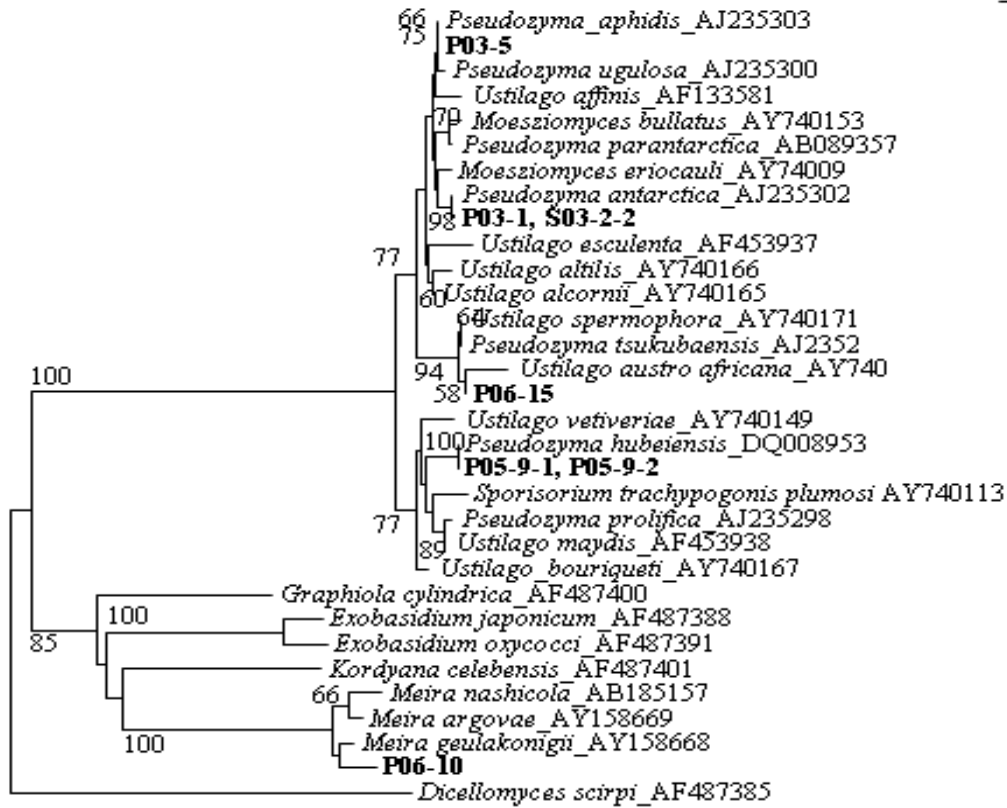 66 Pseudozyma_aphidis_AJ235303
75
P03-5
Pseudozyma ugulosa_AJ235300
Ustilago affinis_AF133581
70 Moesziomyces bullatus_AY740153
Pseudozyma parantarctica_AB089357
Moesziomyces eriocauli_AY74009
Pseudozyma antarctica_AJ235302
98 P03-1, S03-2-2
Ustilago esculenta_AF453937
77
Ustilago altilis_AY740166
60 Ustilago alcornii_AY740165
64 Ustilago spermophora_AY740171
Pseudozyma tsukubaensis_AJ2352
94 Ustilago austro africana_AY740
100
58 P06-15
Ustilago vetiveriae_AY740149
100 Pseudozyma hubeiensis_DQ008953
P05-9-1, P05-9-2
Sporisorium trachypogonis plumosi AY740113
77 Pseudozyma prolifica_AJ235298
89 Ustilago maydis_AF453938
Ustilago_bouriqueti_AY740167
Graphiola cylindrica_AF487400
100 Exobasidium japonicum_AF487388
85 Exobasidium oxycocci_AF487391
Kordyana celebensis_AF487401
66 Meira nashicola_AB185157
Meira argovae_AY158669
100 Meira geulakonigii_AY158668
P06-10
Dicellomyces scirpi_AF487385